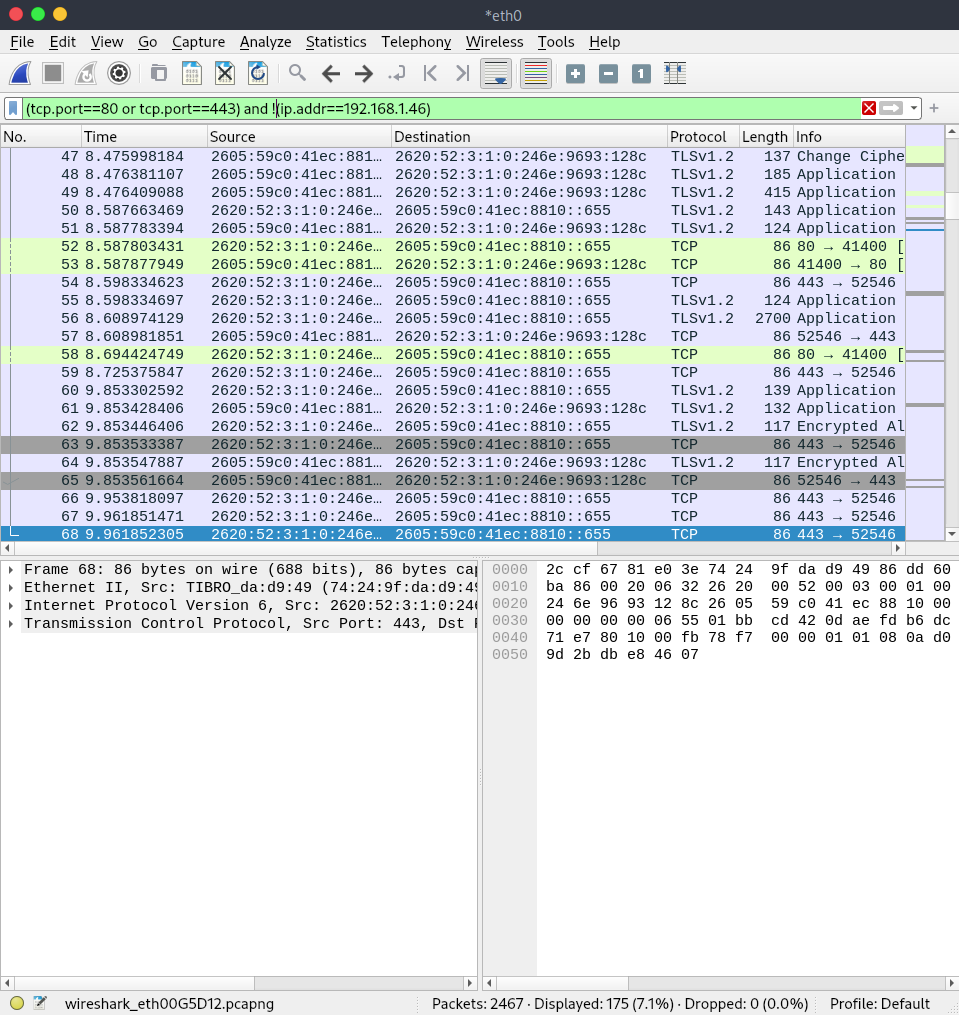 *eth0
File Edit View Go Capture Analyze Statistics Telephony Wireless Tools Help
(tcp.port==80 or tcp.port==443) and !(ip.addr==192.168.1.46)
No. Time Source Destination Protocol Length Info
47 8.475998184 2605:59c0:41ec:881… 2620:52:3:1:0:246e:9693:128c TLSv1.2 137 Change Ciphe
48 8.476381107 2605:59c0:41ec:881… 2620:52:3:1:0:246e:9693:128c TLSv1.2 185 Application
49 8.476409088 2605:59c0:41ec:881… 2620:52:3:1:0:246e:9693:128c TLSv1.2 415 Application
50 8.587663469 2620:52:3:1:0:246e… 2605:59c0:41ec:8810::655 TLSv1.2 143 Application
51 8.587783394 2605:59c0:41ec:881… 2620:52:3:1:0:246e:9693:128c TLSv1.2 124 Application
52 8.587803431 2620:52:3:1:0:246e… 2605:59c0:41ec:8810::655 TCP 86 80 → 41400 [
53 8.587877949 2605:59c0:41ec:881… 2620:52:3:1:0:246e:9693:128c TCP 86 41400 → 80 [
54 8.598334623 2620:52:3:1:0:246e… 2605:59c0:41ec:8810::655 TCP 86 443 → 52546
55 8.598334697 2620:52:3:1:0:246e… 2605:59c0:41ec:8810::655 TLSv1.2 124 Application
56 8.608974129 2620:52:3:1:0:246e… 2605:59c0:41ec:8810::655 TLSv1.2 2700 Application
57 8.608981851 2605:59c0:41ec:881… 2620:52:3:1:0:246e:9693:128c TCP 86 52546 → 443
58 8.694424749 2620:52:3:1:0:246e… 2605:59c0:41ec:8810::655 TCP 86 80 → 41400 [
59 8.725375847 2620:52:3:1:0:246e… 2605:59c0:41ec:8810::655 TCP 86 443 → 52546
60 9.853302592 2620:52:3:1:0:246e… 2605:59c0:41ec:8810::655 TLSv1.2 139 Application
61 9.853428406 2605:59c0:41ec:881… 2620:52:3:1:0:246e:9693:128c TLSv1.2 132 Application
62 9.853446406 2620:52:3:1:0:246e… 2605:59c0:41ec:8810::655 TLSv1.2 117 Encrypted Al
63 9.853533387 2620:52:3:1:0:246e… 2605:59c0:41ec:8810::655 TCP 86 443 → 52546
64 9.853547887 2605:59c0:41ec:881… 2620:52:3:1:0:246e:9693:128c TLSv1.2 117 Encrypted Al
65 9.853561664 2605:59c0:41ec:881… 2620:52:3:1:0:246e:9693:128c TCP 86 52546 → 443
66 9.953818097 2620:52:3:1:0:246e… 2605:59c0:41ec:8810::655 TCP 86 443 → 52546
67 9.961851471 2620:52:3:1:0:246e… 2605:59c0:41ec:8810::655 TCP 86 443 → 52546
68 9.961852305 2620:52:3:1:0:246e… 2605:59c0:41ec:8810::655 TCP 86 443 → 52546
Frame 68: 86 bytes on wire (688 bits), 86 bytes cap
Ethernet II, Src: TIBRO_da:d9:49 (74:24:9f:da:d9:49
Internet Protocol Version 6, Src: 2620:52:3:1:0:246
Transmission Control Protocol, Src Port: 443, Dst P
0000 2c cf 67 81 e0 3e 74 24 9f da d9 49 86 dd 60
0010 ba 86 00 20 06 32 26 20 00 52 00 03 00 01 00
0020 24 6e 96 93 12 8c 26 05 59 c0 41 ec 88 10 00
0030 00 00 00 00 06 55 01 bb cd 42 0d ae fd b6 dc
0040 71 e7 80 10 00 fb 78 f7 00 00 01 01 08 0a d0
0050 9d 2b db e8 46 07
wireshark_eth00G5D12.pcapng Packets: 2467 · Displayed: 175 (7.1%) · Dropped: 0 (0.0%) Profile: Default